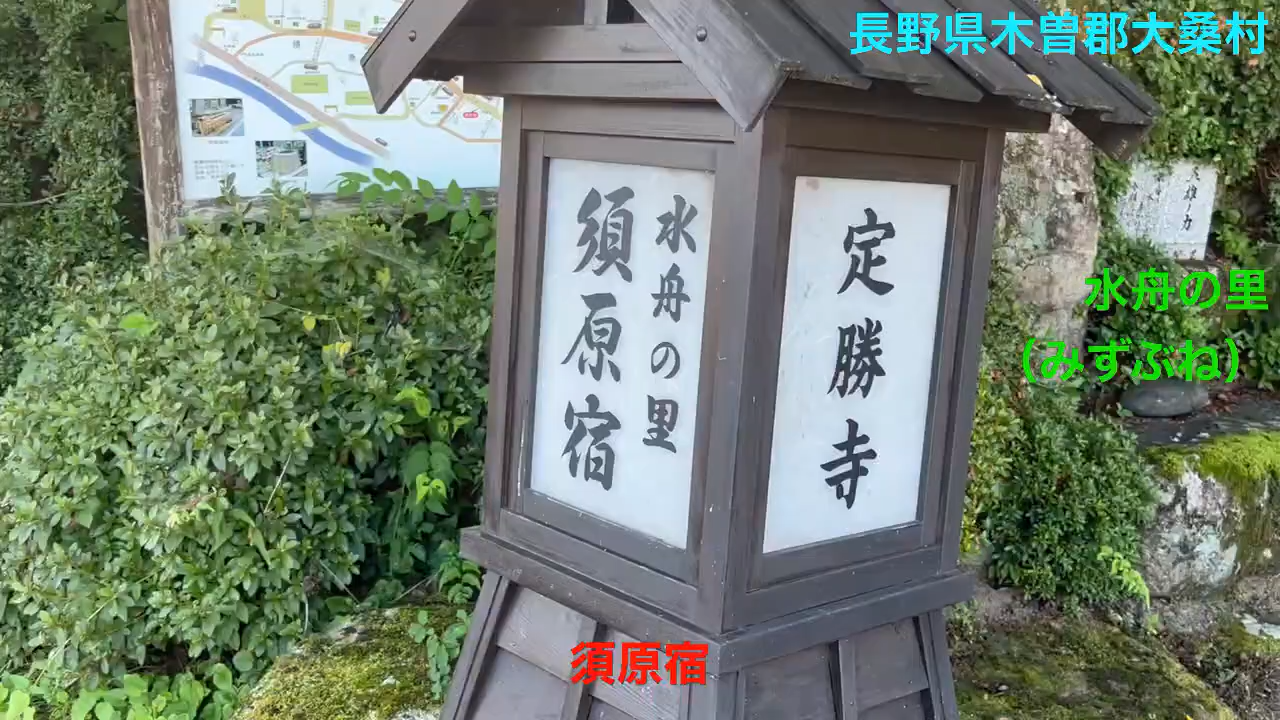 長野県木曽郡大桑村
水舟の里
須原宿
定勝寺
水舟の里
（みずぶね）
須原宿